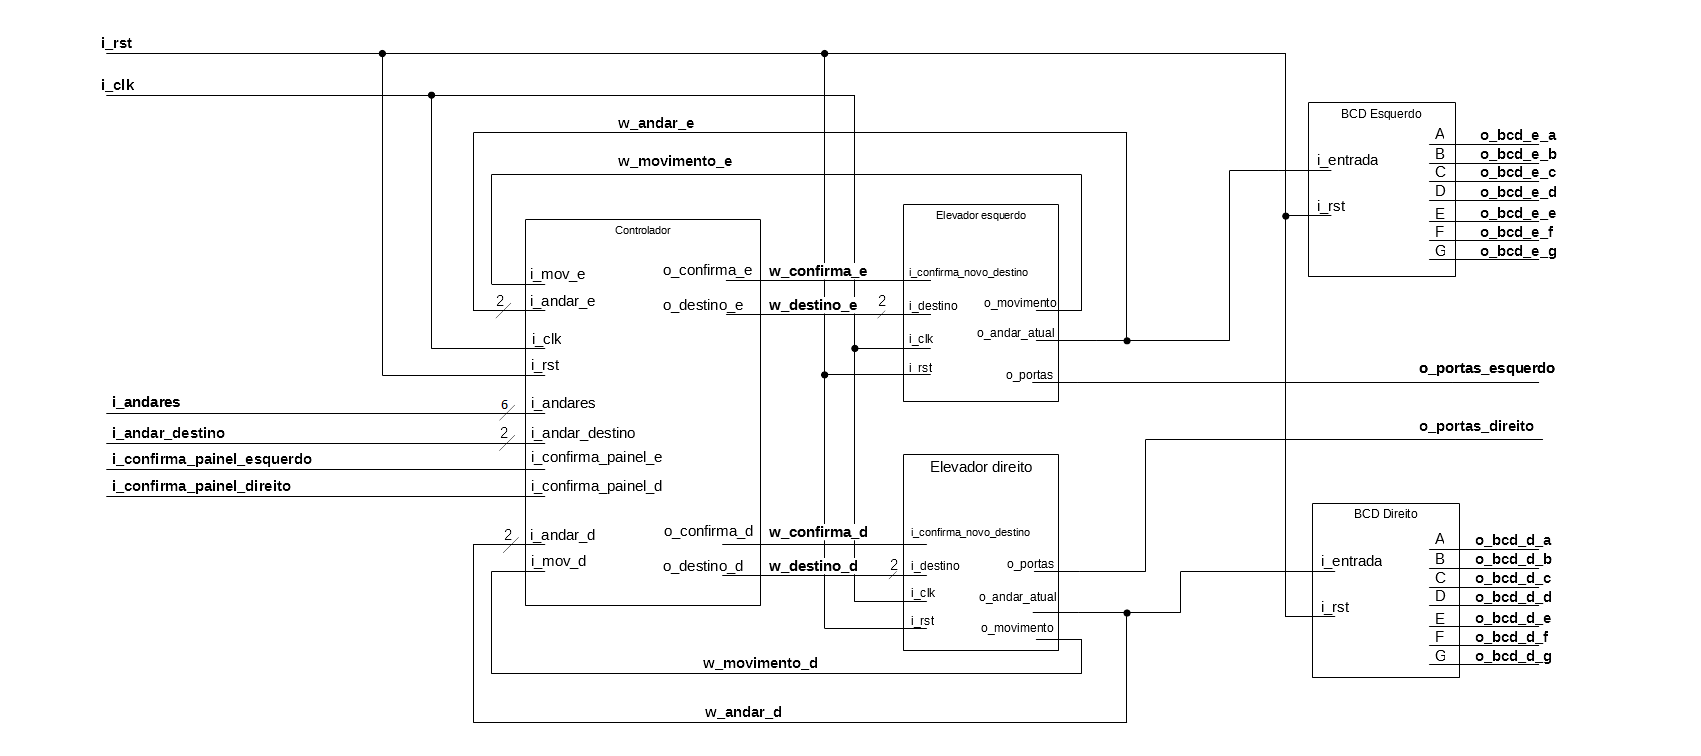 i_rst
i_clk
w_andar_e
w_movimento_e
Controlador
i_mov_e
2
i_andar_e
i_clk
i_rst
i_andares
6
i_andares
i_andar_destino
2
i_andar_destino
i_confirma_painel_esquerdo
i_confirma_painel_e
i_confirma_painel_direito
i_confirma_painel_d
2
i_andar_d
i_mov_d
o_confirma_e
o_destino_e
o_confirma_d
o_destino_d
w_confirma_e
w_destino_e
2
w_confirma_d
w_destino_d
2
Elevador esquerdo
i_confirma_novo_destino
i_destino
i_clk
i_rst
o_movimento
o_andar_atual
o_portas
Elevador direito
i_confirma_novo_destino
i_destino
i_clk
i_rst
o_portas
o_andar_atual
o_movimento
w_movimento_d
w_andar_d
BCD Esquerdo
i_entrada
i_rst
A o_bcd_e_a
B o_bcd_e_b
C o_bcd_e_c
D o_bcd_e_d
E o_bcd_e_e
F o_bcd_e_f
G o_bcd_e_g
o_portas_esquerdo
o_portas_direito
BCD Direito
i_entrada
i_rst
A o_bcd_d_a
B o_bcd_d_b
C o_bcd_d_c
D o_bcd_d_d
E o_bcd_d_e
F o_bcd_d_f
G o_bcd_d_g